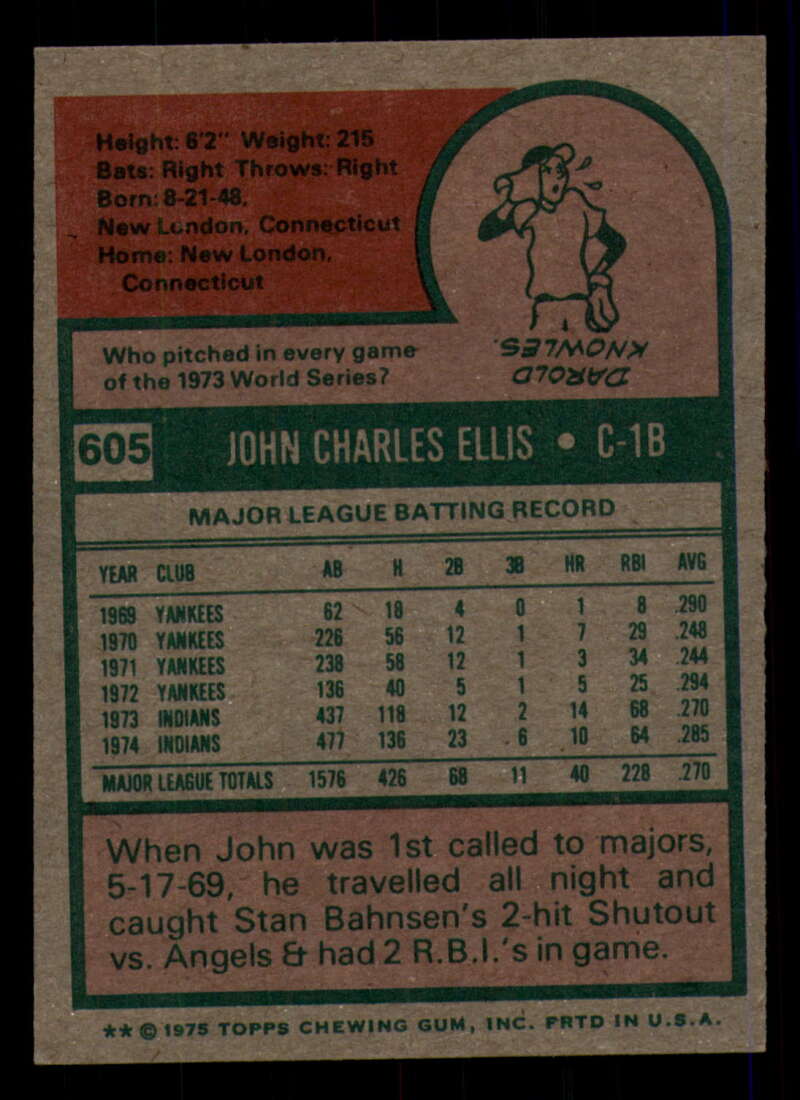 Height: 6'2" Weight: 215
Bats: Right Throws: Right
Born: 8-21-48,
New London, Connecticut
Home: New London,
Connecticut
Who pitched in every game
of the 1973 World Series?
DAROLD
KNOWLES.
605 JOHN CHARLES ELLIS • C-1B
MAJOR LEAGUE BATTING RECORD
YEAR CLUB AB H 2B 3B HR RBI AVG
1969 YANKEES 62 18 4 0 1 8 .290
1970 YANKEES 226 56 12 1 7 29 .248
1971 YANKEES 238 58 12 1 3 34 .244
1972 YANKEES 136 40 5 1 5 25 .294
1973 INDIANS 437 118 12 2 14 68 .270
1974 INDIANS 477 136 23 6 10 64 .285
MAJOR LEAGUE TOTALS 1576 426 68 11 40 228 .270
When John was 1st called to majors,
5-17-69, he travelled all night and
caught Stan Bahnsen's 2-hit Shutout
vs. Angels & had 2 R.B.I.'s in game.
** © 1975 TOPPS CHEWING GUM, INC. PRTD IN U.S.A.